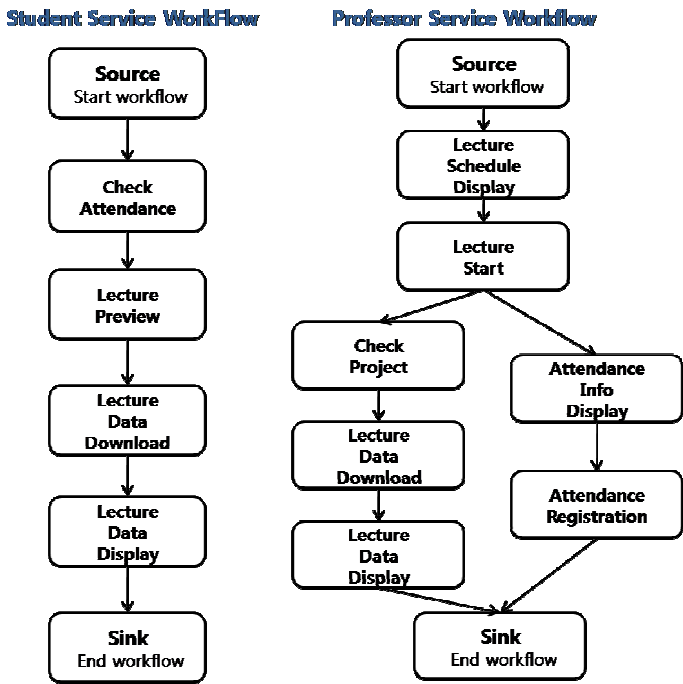 Student Service WorkFlow
Source
Start workflow
Check
Attendance
Lecture
Preview
Lecture
Data
Download
Lecture
Data
Display
Sink
End workflow
Professor Service Workflow
Source
Start workflow
Lecture
Schedule
Display
Lecture
Start
Check
Project
Lecture
Data
Download
Lecture
Data
Display
Attendance
Info
Display
Attendance
Registration
Sink
End workflow